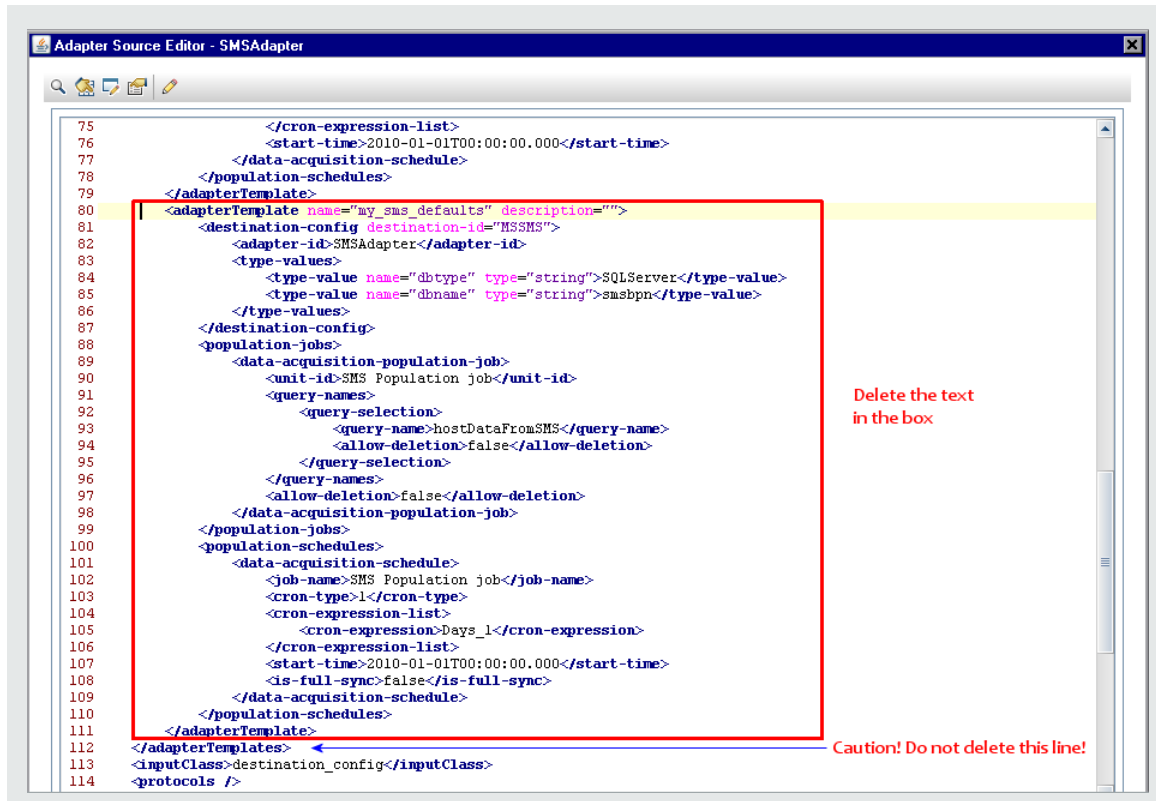 Adapter Source Editor - SMSAdapter
75 </cron-expression-list>
76 <start-time>2010-01-01T00:00:00.000</start-time>
77 </data-acquisition-schedule>
78 </population-schedules>
79 </adapterTemplate>
80 <adapterTemplate name="my_sms_defaults" description="">
81 <destination-config destination-id="MSSMS">
82 <adapter-id>SMSAdapter</adapter-id>
83 <type-values>
84 <type-value name="dbtype" type="string">SQLServer</type-value>
85 <type-value name="dbname" type="string">smsbpn</type-value>
86 </type-values>
87 </destination-config>
88 <population-jobs>
89 <data-acquisition-population-job>
90 <unit-id>SMS Population job</unit-id>
91 <query-names>
92 <query-selection>
93 <query-name>hostDataFromSMS</query-name>
94 <allow-deletion>false</allow-deletion>
95 </query-selection>
96 </query-names>
97 <allow-deletion>false</allow-deletion>
98 </data-acquisition-population-job>
99 </population-jobs>
100 <population-schedules>
101 <data-acquisition-schedule>
102 <job-name>SMS Population job</job-name>
103 <cron-type>1</cron-type>
104 <cron-expression-list>
105 <cron-expression>Days_1</cron-expression>
106 </cron-expression-list>
107 <start-time>2010-01-01T00:00:00.000</start-time>
108 <is-full-sync>false</is-full-sync>
109 </data-acquisition-schedule>
110 </population-schedules>
111 </adapterTemplate>
112 </adapterTemplates>
113 <inputClass>destination_config</inputClass>
114 <protocols />
Delete the text
in the box
Caution! Do not delete this line!